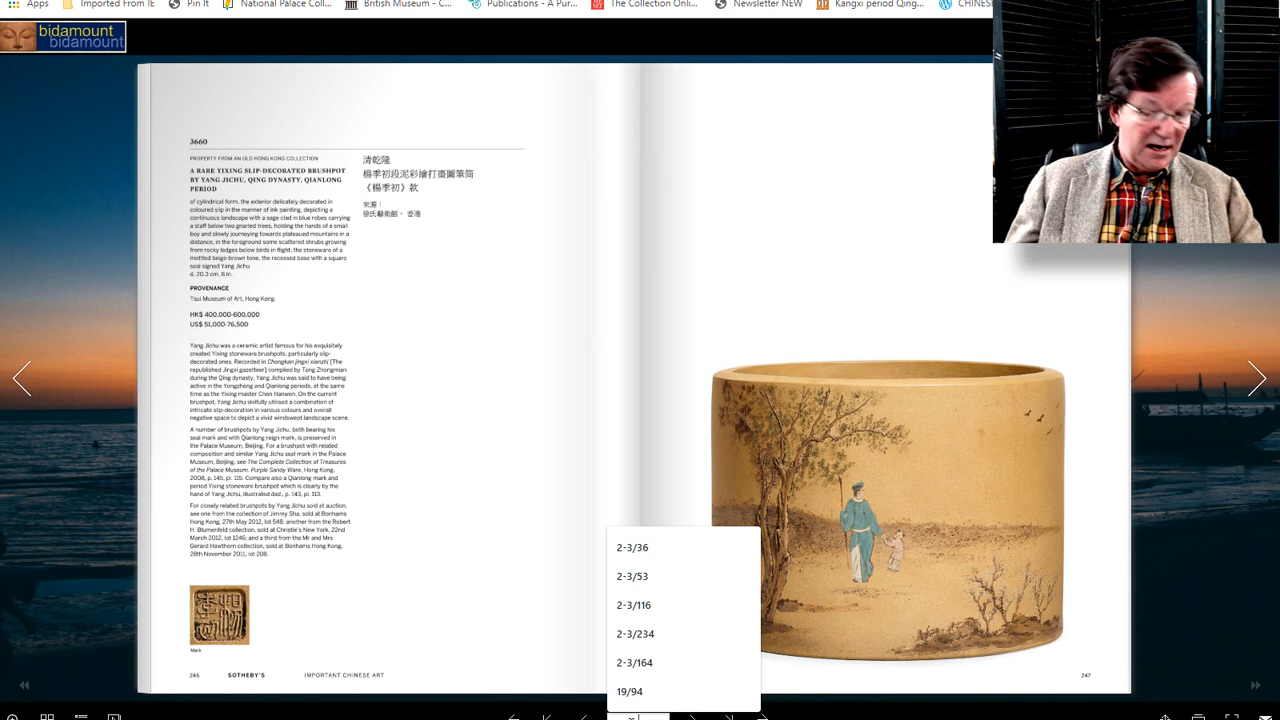 Apps
Imported From IE
Pin It
National Palace Coll...
British Museum - C...
Publications - A Pur...
The Collection Onli...
Newsletter NEW
Kangxi period Qing...
CHINESE
bidamount
bidamount
3660
PROPERTY FROM AN OLD HONG KONG COLLECTION
A RARE YIXING SLIP-DECORATED BRUSHPOT
BY YANG JICHU, QING DYNASTY, QIANLONG
PERIOD
of cylindrical form, the exterior delicately decorated in
coloured slip in the manner of ink painting, depicting a
continuous landscape with a sage clad in blue robes carrying
a staff below two gnarled trees, holding the hands of a small
boy and slowly journeying towards plateaued mountains in a
distance, in the foreground some scattered shrubs growing
from rocky ledges below birds in flight, the stoneware of a
mottled beige-brown tone, the recessed base with a square
seal signed Yang Jichu
d. 20.3 cm, 8 in.
PROVENANCE
Tsui Museum of Art, Hong Kong.
HK$ 400,000-600,000
US$ 51,000-76,500
清乾隆
楊季初段泥彩繪打棗圖筆筒
《楊季初》款
來源：
徐氏藝術館，香港
Yang Jichu was a ceramic artist famous for his exquisitely
created Yixing stoneware brushpots, particularly slip-
decorated ones. Recorded in Chongkan jingxi xianzhi [The
republished Jingxi gazetteer] complied by Tang Zhongmian
during the Qing dynasty, Yang Jichu was said to have being
active in the Yongzheng and Qianlong periods, at the same
time as the Yixing master Chen Hanwen. On the current
brushpot, Yang Jichu skilfully utilised a combination of
intricate slip-decoration in various colours and overall
negative space to depict a vivid windswept landscape scene.
A number of brushpots by Yang Jichu, both bearing his
seal mark and with Qianlong reign mark, is preserved in
the Palace Museum, Beijing. For a brushpot with related
composition and similar Yang Jichu seal mark in the Palace
Museum, Beijing, see The Complete Collection of Treasures
of the Palace Museum. Purple Sandy Ware, Hong Kong,
2008, p. 145, pl. 115. Compare also a Qianlong mark and
period Yixing stoneware brushpot which is clearly by the
hand of Yang Jichu, illustrated ibid., p. 143, pl. 113.
For closely related brushpots by Yang Jichu sold at auction,
see one from the collection of Jimmy Sha, sold at Bonhams
Hong Kong, 27th May 2012, lot 548; another from the Robert
H. Blumenfield collection, sold at Christie's New York, 22nd
March 2012, lot 1246; and a third from the Mr and Mrs
Gerard Hawthorn collection, sold at Bonhams Hong Kong,
28th November 2011, lot 208.
Mark
246 SOTHEBY'S IMPORTANT CHINESE ART
247
2-3/36
2-3/53
2-3/116
2-3/234
2-3/164
19/94